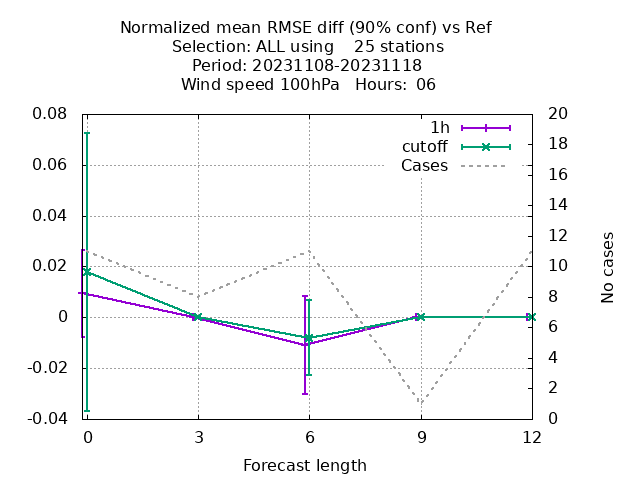 Normalized mean RMSE diff (90% conf) vs Ref
Selection: ALL using    25 stations
Period: 20231108-20231118
Wind speed 100hPa   Hours:  06
1h
cutoff
Cases
0.08
0.06
0.04
0.02
0
-0.02
-0.04
20
18
16
14
12
10
8
6
4
2
0
No cases
0 3 6 9 12
Forecast length